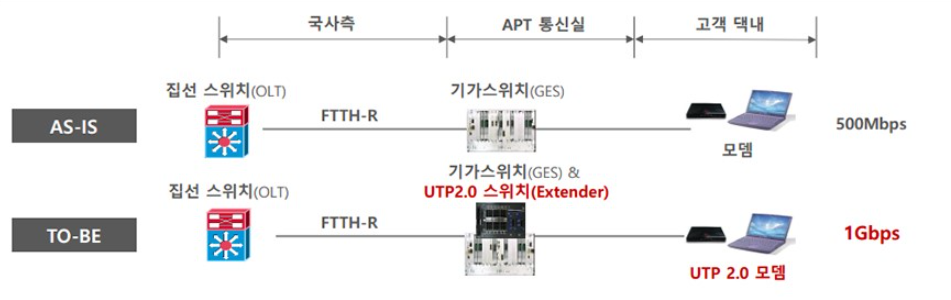 국사측 APT 통신실 고객 댁내
집선 스위치(OLT) 기가스위치(GES)
AS-IS FTTH-R 500Mbps
모뎀
기가스위치(GES) &
집선 스위치(OLT) UTP2.0 스위치(Extender)
TO-BE FTTH-R 1Gbps
UTP 2.0 모뎀